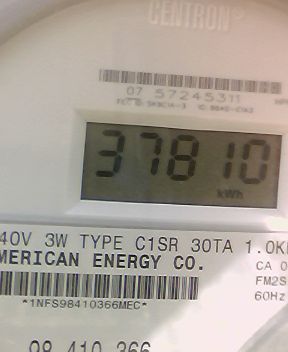 CENTRON®
07 57245311
37810
kWh
40V 3W TYPE C1SR 30TA 1.0K
MERICAN ENERGY CO.
CA 0
FM2S
*1NFS98410366MEC*
60Hz
98 410 366